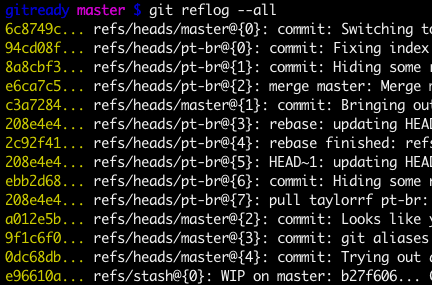 gitready master $ git reflog --all
6c8749c... refs/heads/master@{0}: commit: Switching to
94cd08f... refs/heads/pt-br@{0}: commit: Fixing index
8a8cbf3... refs/heads/pt-br@{1}: commit: Hiding some
e6ca7c5... refs/heads/pt-br@{2}: merge master: Merge
c3a7284... refs/heads/master@{1}: commit: Bringing out
208e4e4... refs/heads/pt-br@{3}: rebase: updating HEAD
2c92f41... refs/heads/pt-br@{4}: rebase finished: refs
208e4e4... refs/heads/pt-br@{5}: HEAD~1: updating HEAD
ebb2d68... refs/heads/pt-br@{6}: commit: Hiding some
208e4e4... refs/heads/pt-br@{7}: pull taylorrf pt-br:
a012e5b... refs/heads/master@{2}: commit: Looks like
9f1c6f0... refs/heads/master@{3}: commit: git aliases
0dc68db... refs/heads/master@{4}: commit: Trying out
e96610a... refs/stash@{0}: WIP on master: b27f606...